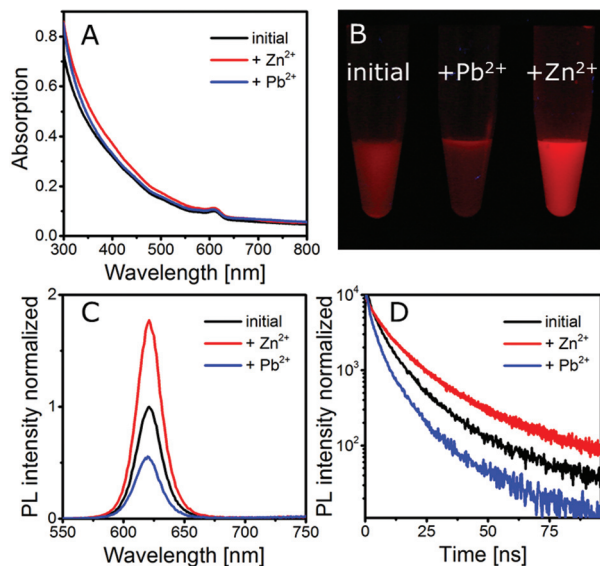 A
initial
+ Zn²⁺
+ Pb²⁺
Absorption
0.8
0.6
0.4
0.2
0.0
300 400 500 600 700 800
Wavelength [nm]
B
initial +Pb²⁺ +Zn²⁺
C
initial
+ Zn²⁺
+ Pb²⁺
PL intensity normalized
2
1
0
550 600 650 700 750
Wavelength [nm]
D
initial
+ Zn²⁺
+ Pb²⁺
PL intensity normalized
10⁴
10³
10²
0 25 50 75
Time [ns]